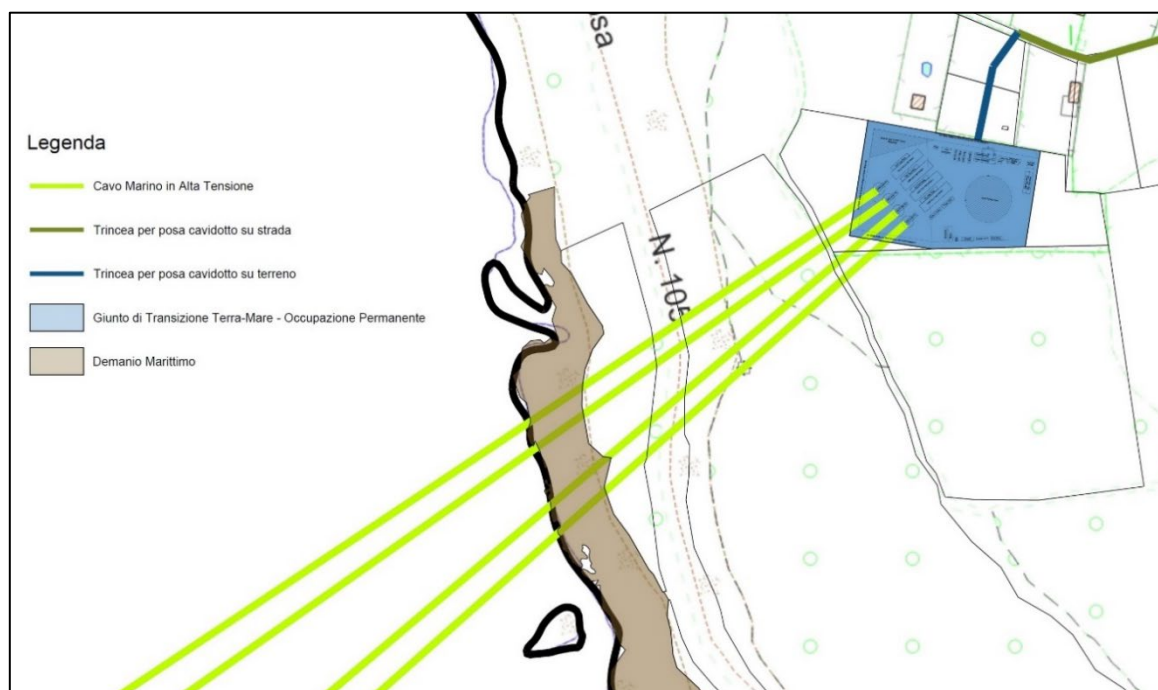 Legenda
Cavo Marino in Alta Tensione
Trincea per posa cavidotto su strada
Trincea per posa cavidotto su terreno
Giunto di Transizione Terra-Mare - Occupazione Permanente
Demanio Marittimo
N. 105